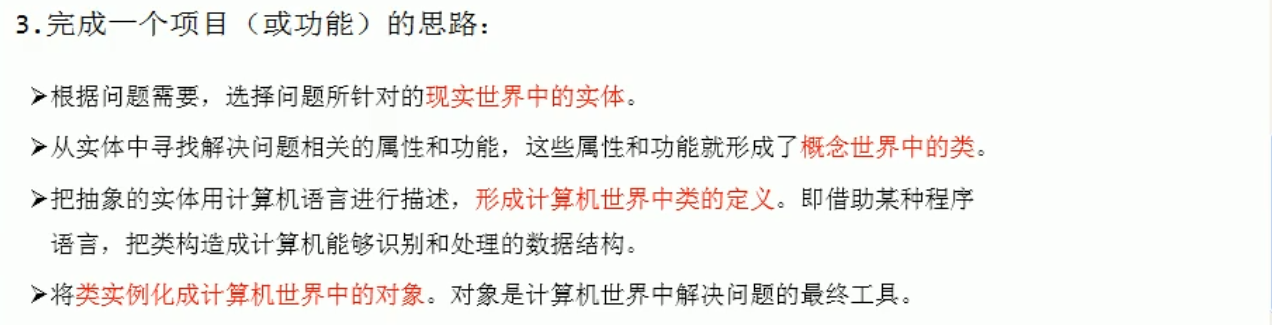 3.完成一个项目（或功能）的思路：
➢根据问题需要，选择问题所针对的现实世界中的实体。
➢从实体中寻找解决问题相关的属性和功能，这些属性和功能就形成了概念世界中的类。
➢把抽象的实体用计算机语言进行描述，形成计算机世界中类的定义。即借助某种程序
语言，把类构造成计算机能够识别和处理的数据结构。
➢将类实例化成计算机世界中的对象。对象是计算机世界中解决问题的最终工具。